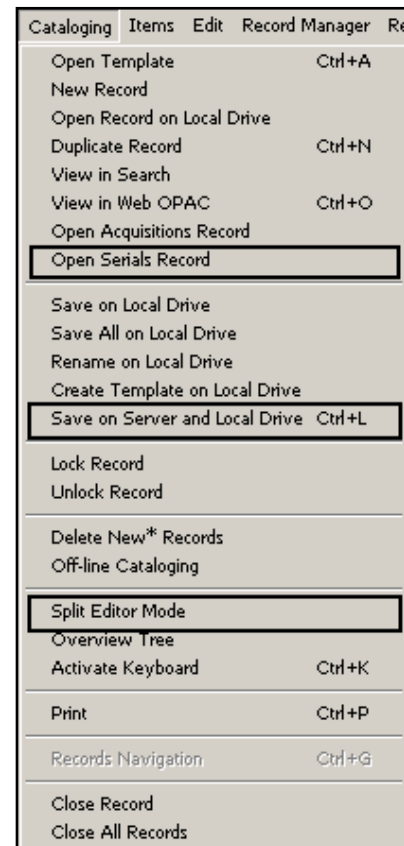 Cataloging Items Edit Record Manager Re
Open Template Ctrl+A
New Record
Open Record on Local Drive
Duplicate Record Ctrl+N
View in Search
View in Web OPAC Ctrl+O
Open Acquisitions Record
Open Serials Record
Save on Local Drive
Save All on Local Drive
Rename on Local Drive
Create Template on Local Drive
Save on Server and Local Drive Ctrl+L
Lock Record
Unlock Record
Delete New* Records
Off-line Cataloging
Split Editor Mode
Overview Tree
Activate Keyboard Ctrl+K
Print Ctrl+P
Records Navigation Ctrl+G
Close Record
Close All Records